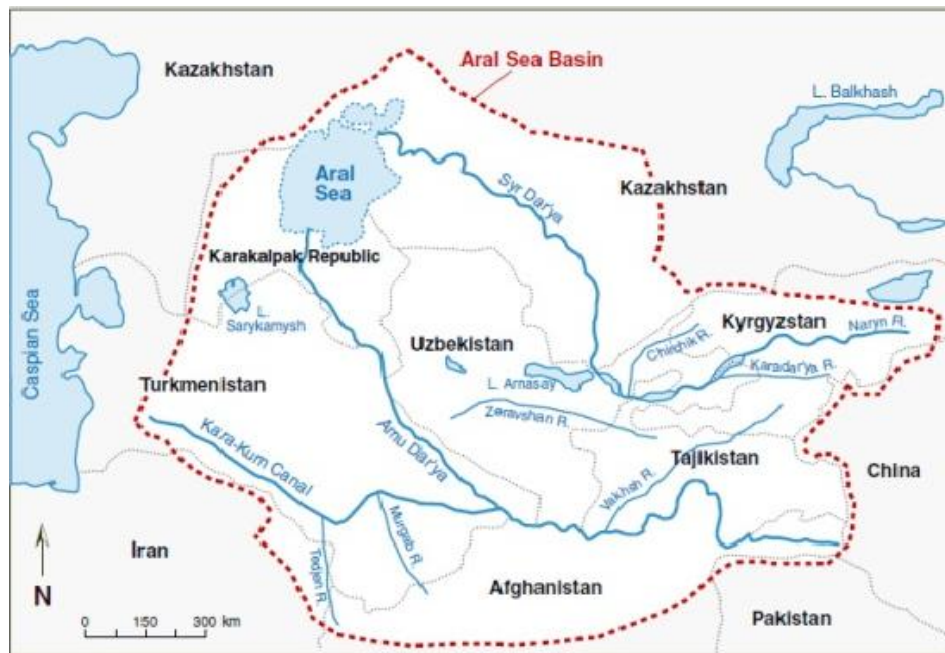 Aral Sea Basin
Kazakhstan
L. Balkhash
Aral
Sea
Syr Dar'ya
Kazakhstan
Karakalpak Republic
Caspian Sea
L.
Sarykamysh
Uzbekistan
Kyrgyzstan
Naryn R.
Chirchik R.
Karadar'ya R.
L. Arnasay
Turkmenistan
Zeravshan R.
Kara-Kum Canal
Amu Dar'ya
Vakhsh R.
Tajikistan
China
Iran
Tedjen R.
Murgab R.
Afghanistan
Pakistan
N
0 150 300 km